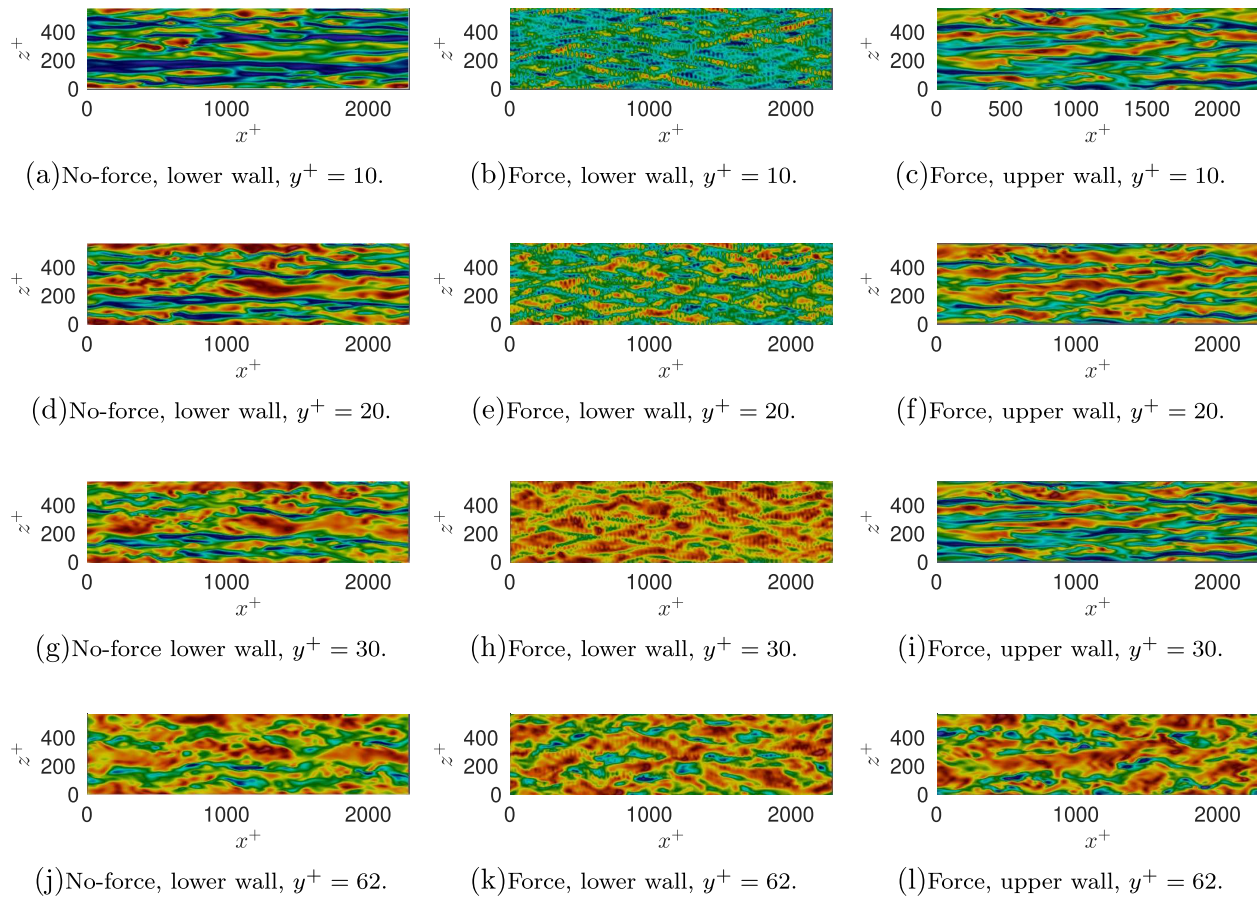 z+ 400 200 0 z+ 400 200 0 z+ 400 200 0
0 1000 2000 0 1000 2000 0 500 1000 1500 2000
x+ x+ x+
(a)No-force, lower wall, y+ = 10. (b)Force, lower wall, y+ = 10. (c)Force, upper wall, y+ = 10.
z+ 400 200 0 z+ 400 200 0 z+ 400 200 0
0 1000 2000 0 1000 2000 0 1000 2000
x+ x+ x+
(d)No-force, lower wall, y+ = 20. (e)Force, lower wall, y+ = 20. (f)Force, upper wall, y+ = 20.
z+ 400 200 0 z+ 400 200 0 z+ 400 200 0
0 1000 2000 0 1000 2000 0 1000 2000
x+ x+ x+
(g)No-force lower wall, y+ = 30. (h)Force, lower wall, y+ = 30. (i)Force, upper wall, y+ = 30.
z+ 400 200 0 z+ 400 200 0 z+ 400 200 0
0 1000 2000 0 1000 2000 0 1000 2000
x+ x+ x+
(j)No-force, lower wall, y+ = 62. (k)Force, lower wall, y+ = 62. (l)Force, upper wall, y+ = 62.